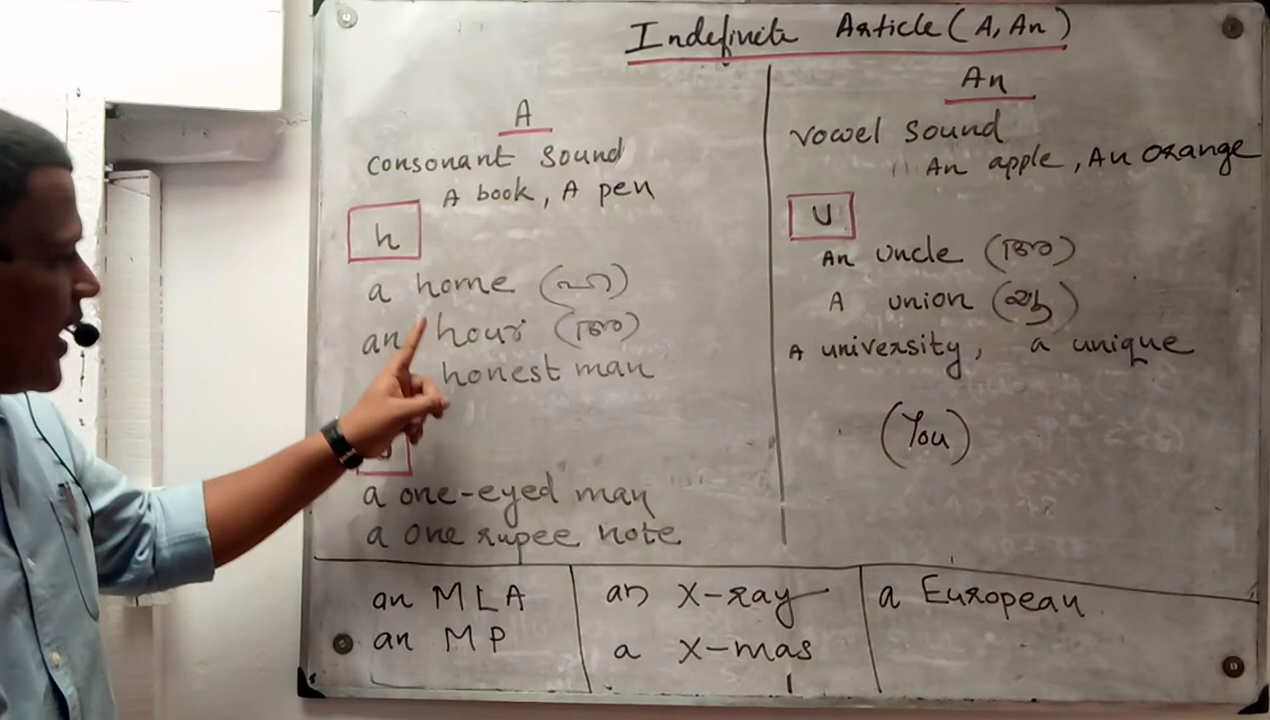 Indefinite Article (A, An)
A
consonant sound
A book, A pen
h
a home (ഹ)
an hour (അ)
honest man
a one-eyed man
a one rupee note
An
vowel sound
An apple, An orange
U
An uncle (അ)
A union (യു)
A university, a unique
(You)
an MLA
an MP
an X-ray
a X-mas
a European